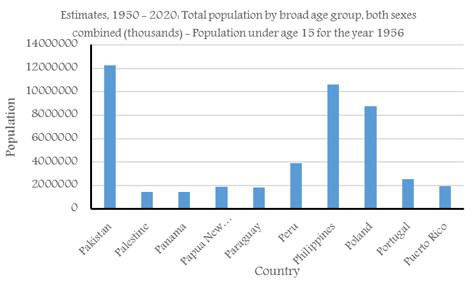 Estimates, 1950 - 2020: Total population by broad age group, both sexes
combined (thousands) - Population under age 15 for the year 1956
14000000
12000000
10000000
8000000
6000000
4000000
2000000
0
Population
Pakistan
Palestine
Panama
Papua New...
Paraguay
Peru
Philippines
Poland
Portugal
Puerto Rico
Country